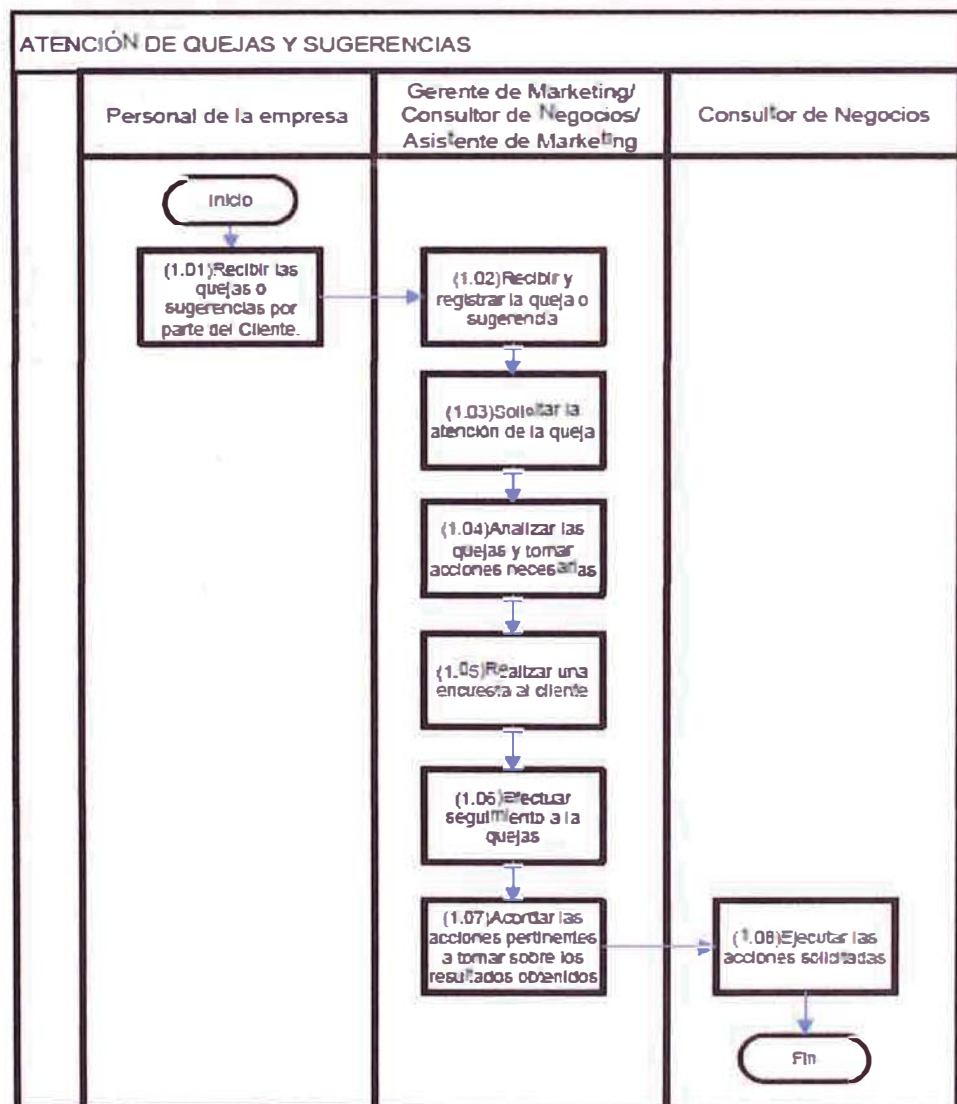 ATENCIÓN DE QUEJAS Y SUGERENCIAS
Personal de la empresa
Gerente de Marketing/
Consultor de Negocios/
Asistente de Marketing
Consultor de Negocios
Inicio
(1.01)Recibir las
quejas o
sugerencias por
parte del Cliente.
(1.02)Recibir y
registrar la queja o
sugerencia
(1.03)Solicitar la
atención de la queja
(1.04)Analizar las
quejas y tomar
acciones necesarias
(1.05)Realizar una
encuesta al cliente
(1.06)Efectuar
seguimiento a la
quejas
(1.07)Acordar las
acciones pertinentes
a tomar sobre los
resultados obtenidos
(1.08)Ejecutar las
acciones solicitadas
Fin